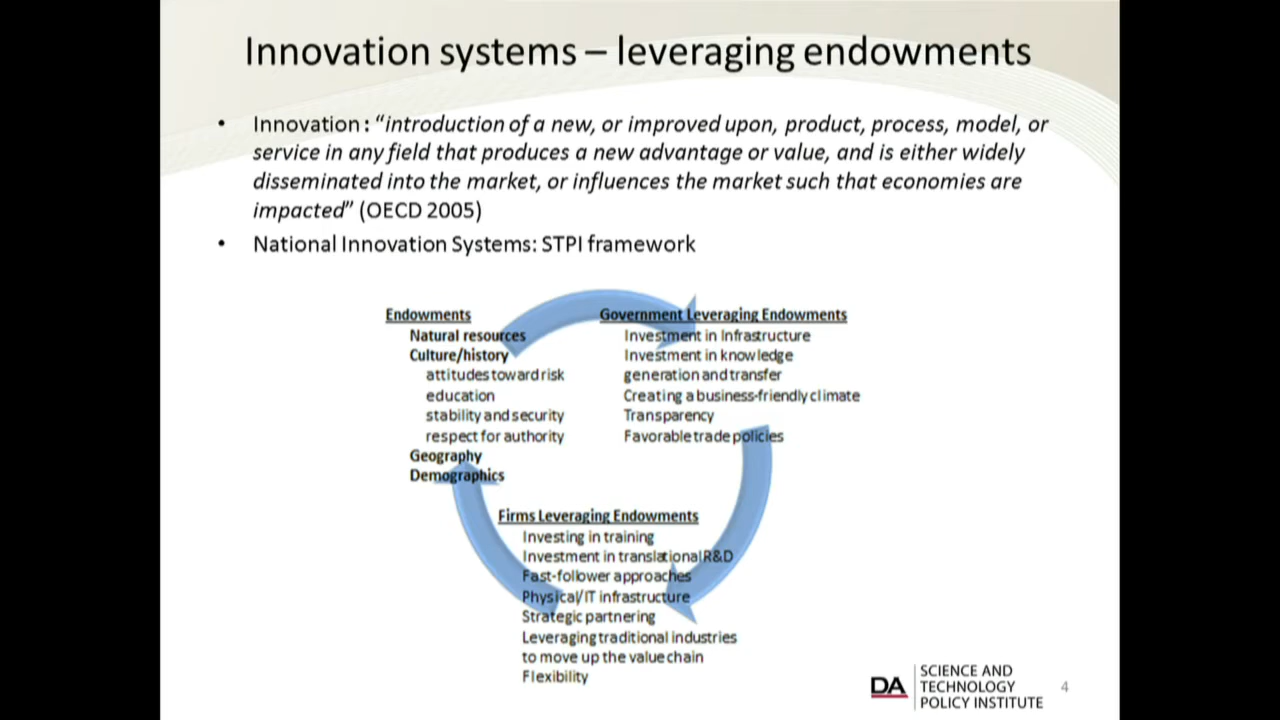 Innovation systems – leveraging endowments
• Innovation: “introduction of a new, or improved upon, product, process, model, or
service in any field that produces a new advantage or value, and is either widely
disseminated into the market, or influences the market such that economies are
impacted” (OECD 2005)
• National Innovation Systems: STPI framework
Endowments
Natural resources
Culture/history
attitudes toward risk
education
stability and security
respect for authority
Geography
Demographics
Government Leveraging Endowments
Investment in Infrastructure
Investment in knowledge
generation and transfer
Creating a business-friendly climate
Transparency
Favorable trade policies
Firms Leveraging Endowments
Investing in training
Investment in translational R&D
Fast-follower approaches
Physical/IT infrastructure
Strategic partnering
Leveraging traditional industries
to move up the value chain
Flexibility
DA
SCIENCE AND
TECHNOLOGY
POLICY INSTITUTE
4